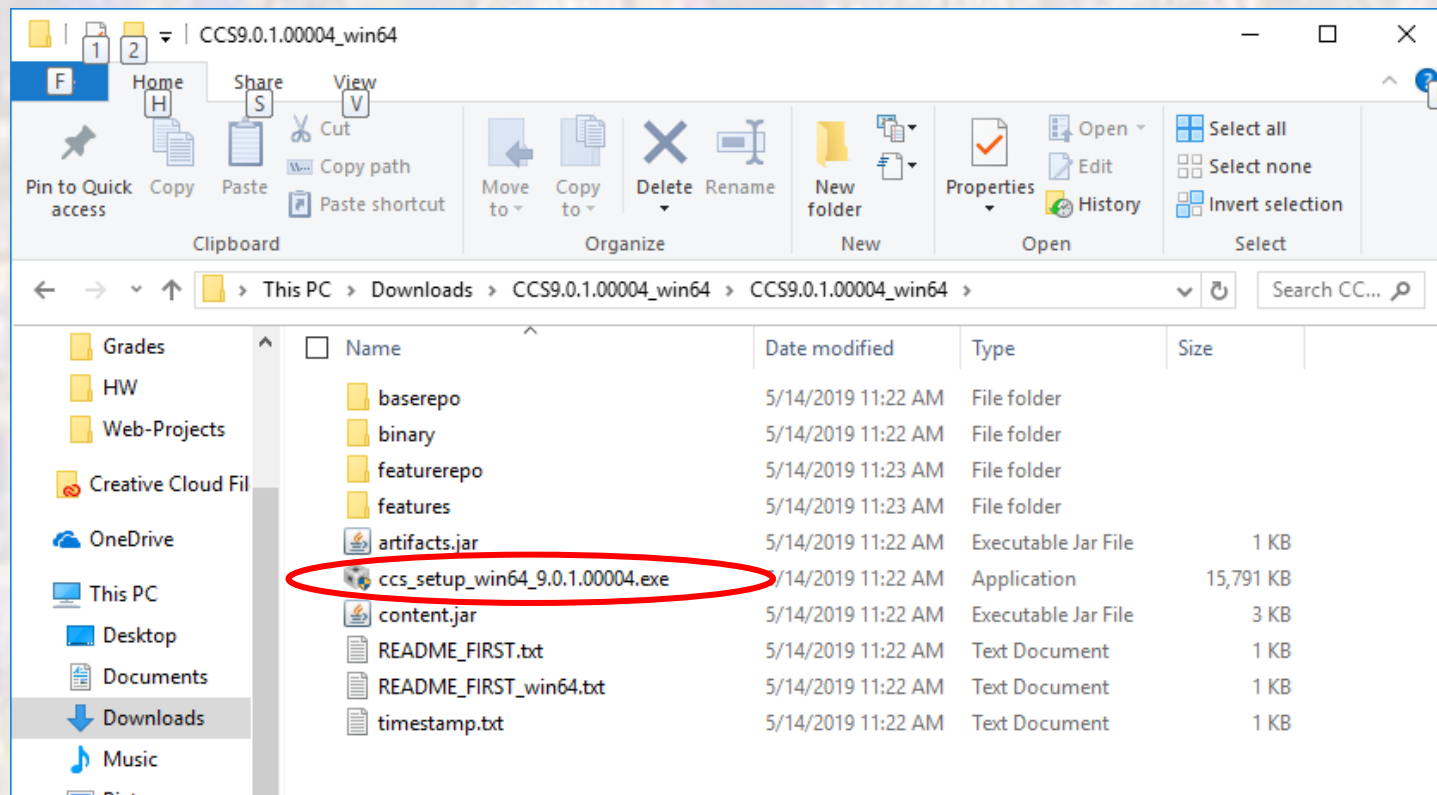 1 2 CCS9.0.1.00004_win64
F Home Share View
H S V
Pin to Quick access
Copy
Paste
Cut
Copy path
Paste shortcut
Clipboard
Move to
Copy to
Delete
Rename
Organize
New folder
New
Properties
Open
Edit
History
Open
Select all
Select none
Invert selection
Select
This PC > Downloads > CCS9.0.1.00004_win64 > CCS9.0.1.00004_win64 >
Search CC...
Grades
HW
Web-Projects
Creative Cloud Fil
OneDrive
This PC
Desktop
Documents
Downloads
Music
Name Date modified Type Size
baserepo 5/14/2019 11:22 AM File folder
binary 5/14/2019 11:22 AM File folder
featurerepo 5/14/2019 11:23 AM File folder
features 5/14/2019 11:23 AM File folder
artifacts.jar 5/14/2019 11:22 AM Executable Jar File 1 KB
ccs_setup_win64_9.0.1.00004.exe 5/14/2019 11:22 AM Application 15,791 KB
content.jar 5/14/2019 11:22 AM Executable Jar File 3 KB
README_FIRST.txt 5/14/2019 11:22 AM Text Document 1 KB
README_FIRST_win64.txt 5/14/2019 11:22 AM Text Document 1 KB
timestamp.txt 5/14/2019 11:22 AM Text Document 1 KB